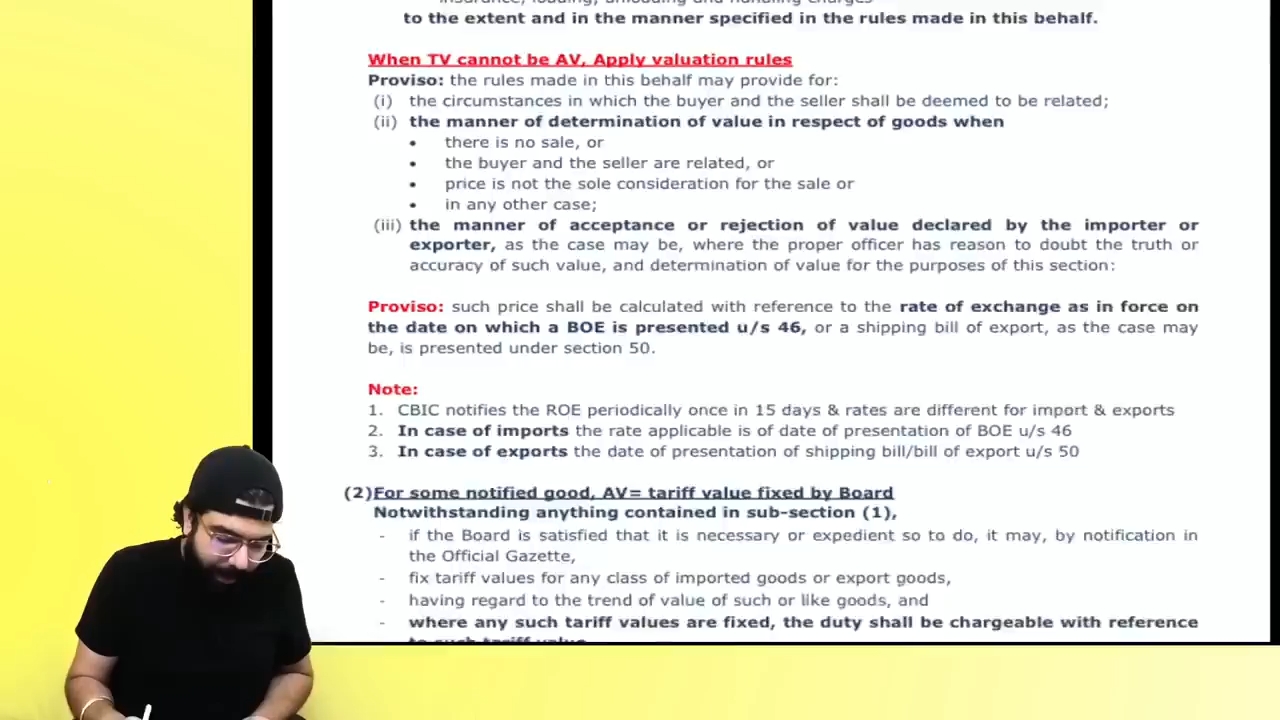 insurance, loading, unloading and handling charges
to the extent and in the manner specified in the rules made in this behalf.
When TV cannot be AV, Apply valuation rules
Proviso: the rules made in this behalf may provide for:
(i) the circumstances in which the buyer and the seller shall be deemed to be related;
(ii) the manner of determination of value in respect of goods when
• there is no sale, or
• the buyer and the seller are related, or
• price is not the sole consideration for the sale or
• in any other case;
(iii) the manner of acceptance or rejection of value declared by the importer or
exporter, as the case may be, where the proper officer has reason to doubt the truth or
accuracy of such value, and determination of value for the purposes of this section:
Proviso: such price shall be calculated with reference to the rate of exchange as in force on
the date on which a BOE is presented u/s 46, or a shipping bill of export, as the case may
be, is presented under section 50.
Note:
1. CBIC notifies the ROE periodically once in 15 days & rates are different for import & exports
2. In case of imports the rate applicable is of date of presentation of BOE u/s 46
3. In case of exports the date of presentation of shipping bill/bill of export u/s 50
(2)For some notified good, AV= tariff value fixed by Board
Notwithstanding anything contained in sub-section (1),
- if the Board is satisfied that it is necessary or expedient so to do, it may, by notification in
the Official Gazette,
- fix tariff values for any class of imported goods or export goods,
- having regard to the trend of value of such or like goods, and
- where any such tariff values are fixed, the duty shall be chargeable with reference
to such tariff value